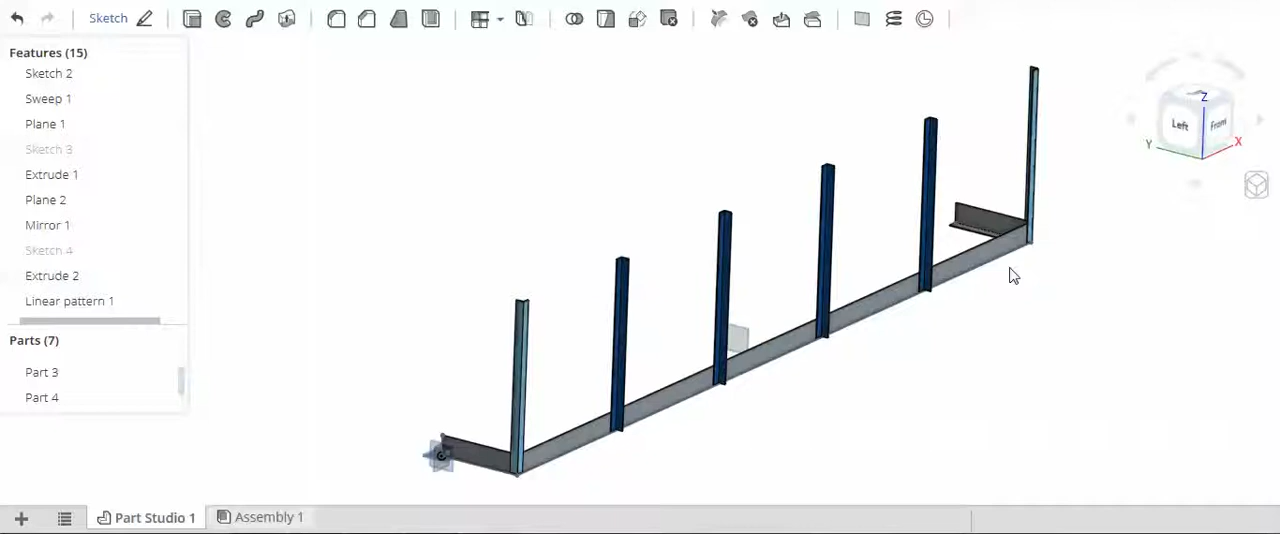 Sketch
Features (15)
Sketch 2
Sweep 1
Plane 1
Sketch 3
Extrude 1
Plane 2
Mirror 1
Sketch 4
Extrude 2
Linear pattern 1
Parts (7)
Part 3
Part 4
Z
Left
Front
Y
X
Part Studio 1
Assembly 1